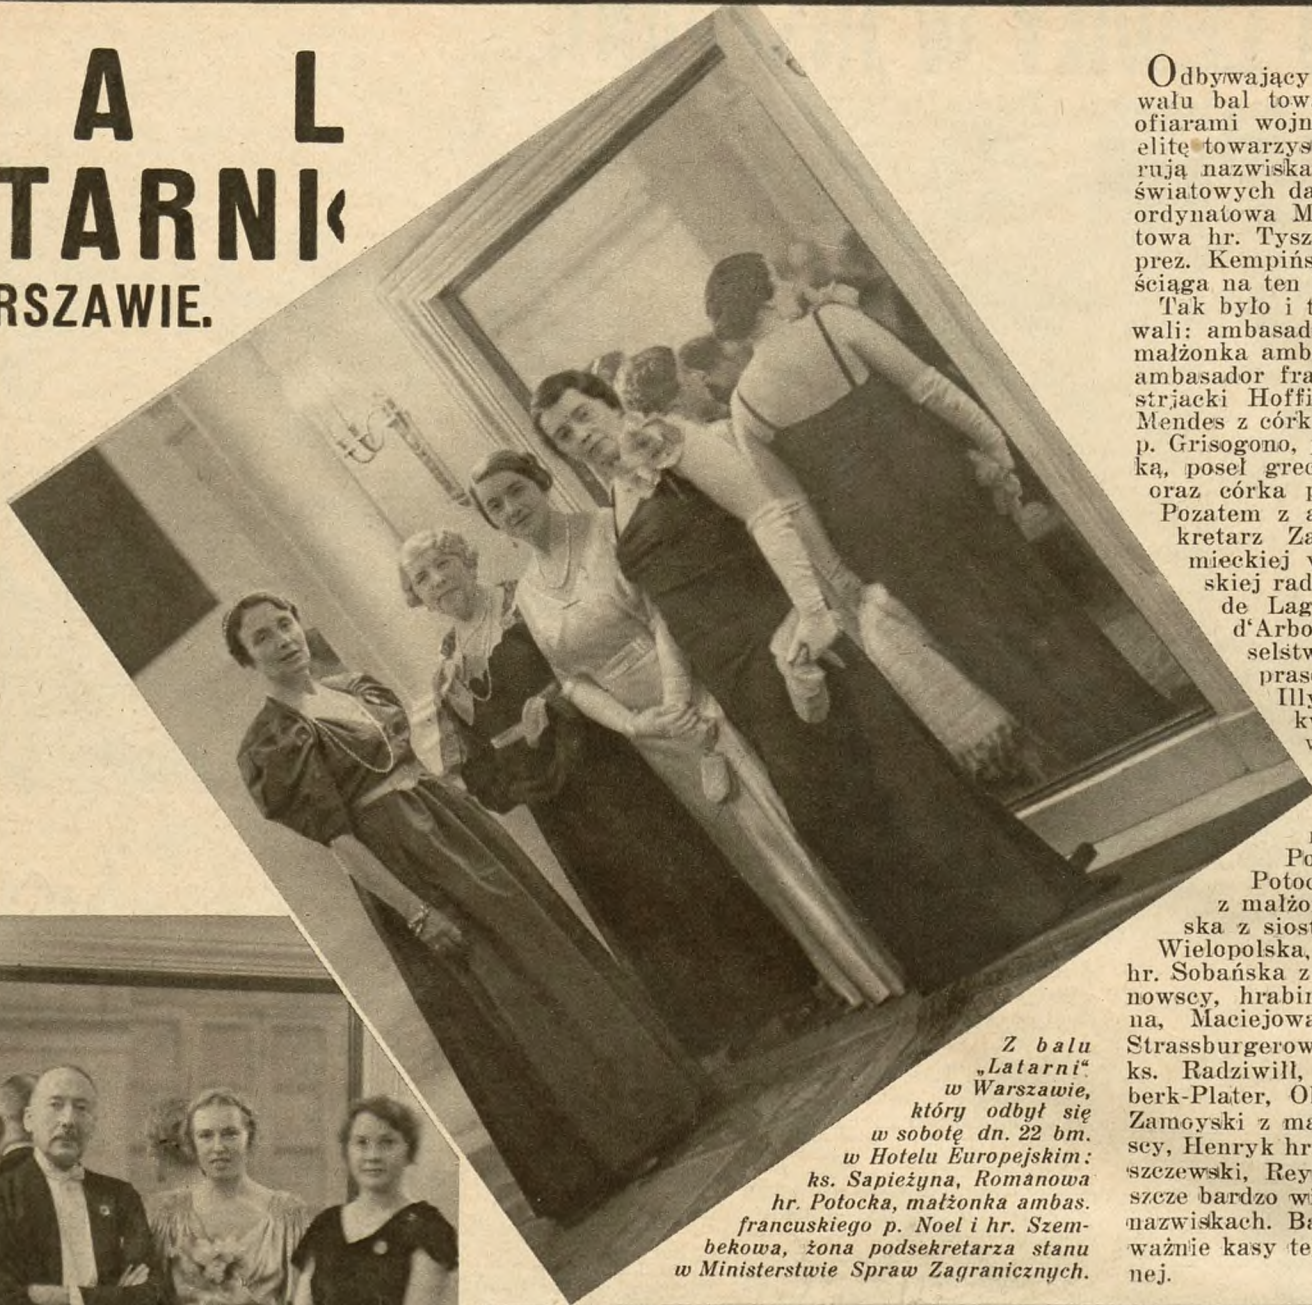 A L
TARNI
RSZAWIE.
Odbywający
wału bal tow
ofiarami wojn
elitę towarzys
rują nazwiska
światowych da
ordynatowa M
towa hr. Tysz
prez. Kempińs
ściąga na ten
Tak było i t
wali: ambasad
małżonka amb
ambasador fra
strjacki Hoffi
Mendes z córk
p. Grisogono,
ką, poseł grec
oraz córka p
Pozatem z a
kretarz Za
mieckiej w
skiej rad
de Lag
d‘Arbo
selstw
pras
Illy
k
Po
Potoc
z małżo
ska z siost
Wielopolska,
hr. Sobańska z
nowscy, hrabin
na, Maciejowa
Strassburgerow
ks. Radziwiłł,
berk-Plater, Ol
Zamoyski z ma
scy, Henryk hr
szczewski, Rey
szcze bardzo wi
nazwiskach. Ba
ważnie kasy te
nej.
Z balu
„Latarni“
w Warszawie,
który odbył się
w sobotę dn. 22 bm.
w Hotelu Europejskim:
ks. Sapieżyna, Romanowa
hr. Potocka, małżonka ambas.
francuskiego p. Noel i hr. Szem-
bekowa, żona podsekretarza stanu
w Ministerstwie Spraw Zagranicznych.